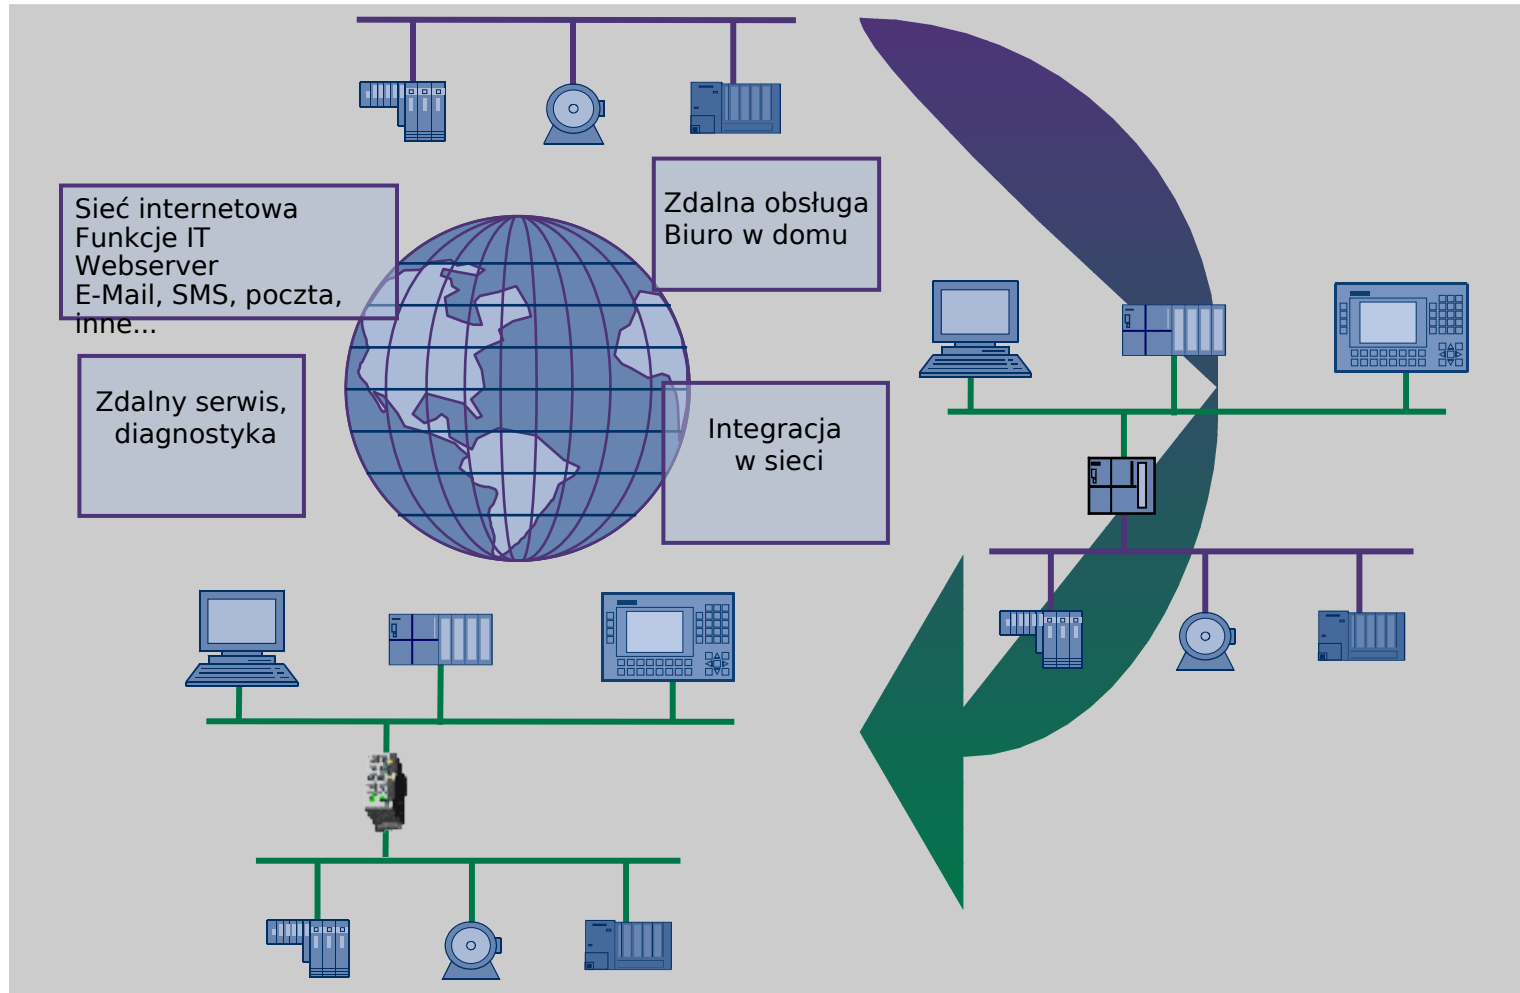 Sieć internetowa
Funkcje IT
Webserver
E-Mail, SMS, poczta,
inne...
Zdalna obsługa
Biuro w domu
Zdalny serwis,
diagnostyka
Integracja
w sieci